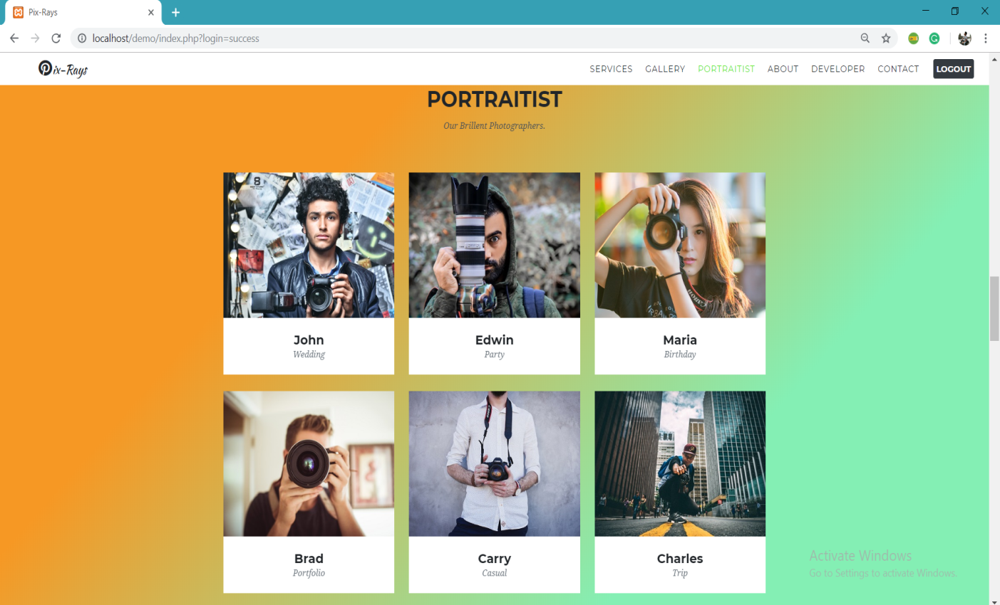 Pix-Rays
localhost/demo/index.php?login=success
Pix-Rays
SERVICES GALLERY PORTRAITIST ABOUT DEVELOPER CONTACT LOGOUT
PORTRAITIST
Our Brillent Photographers.
8
Canon
John
Wedding
Edwin
Party
Maria
Birthday
Brad
Portfolio
Carry
Casual
Charles
Trip
Activate Windows
Go to Settings to activate Windows.